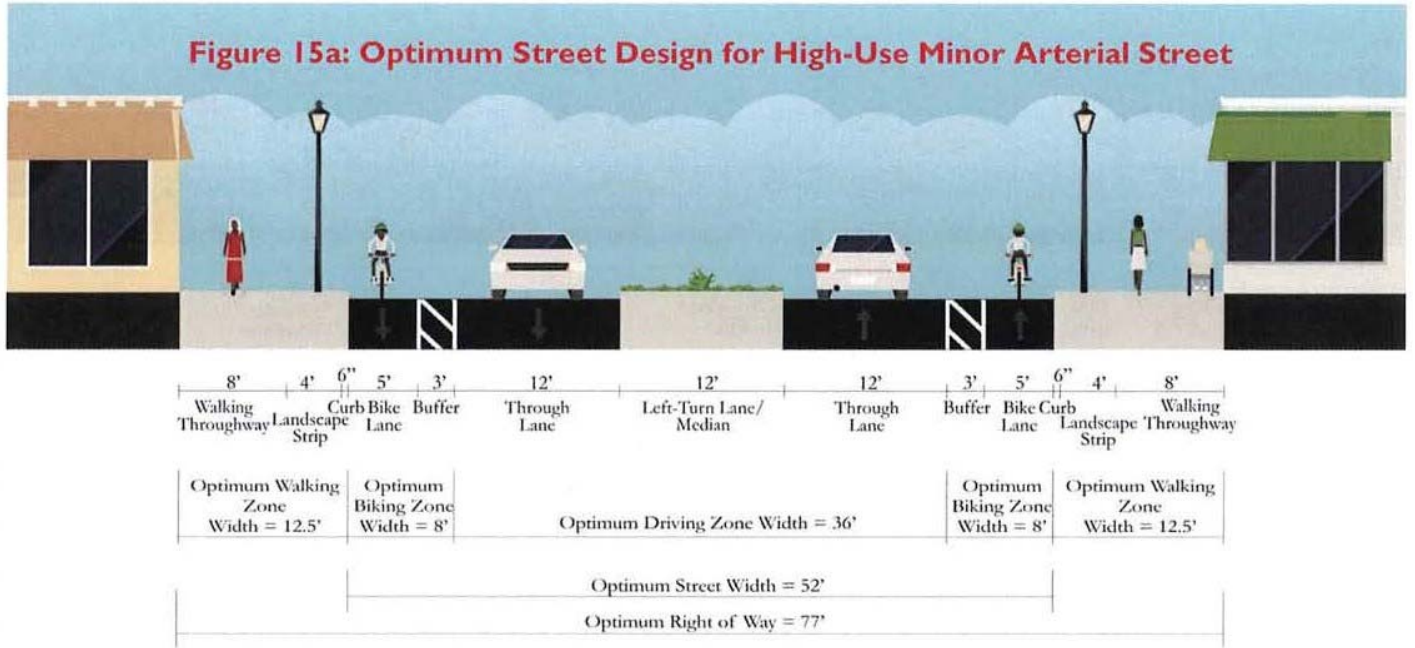 Figure 15a: Optimum Street Design for High-Use Minor Arterial Street
8' 4' 6" 5' 3' 12' 12' 12' 3' 5' 6" 4' 8'
Walking Throughway
Landscape Strip
Curb
Bike Lane
Buffer
Through Lane
Left-Turn Lane/ Median
Through Lane
Buffer
Bike Lane
Curb
Landscape Strip
Walking Throughway
Optimum Walking Zone Width = 12.5'
Optimum Biking Zone Width = 8'
Optimum Driving Zone Width = 36'
Optimum Biking Zone Width = 8'
Optimum Walking Zone Width = 12.5'
Optimum Street Width = 52'
Optimum Right of Way = 77'